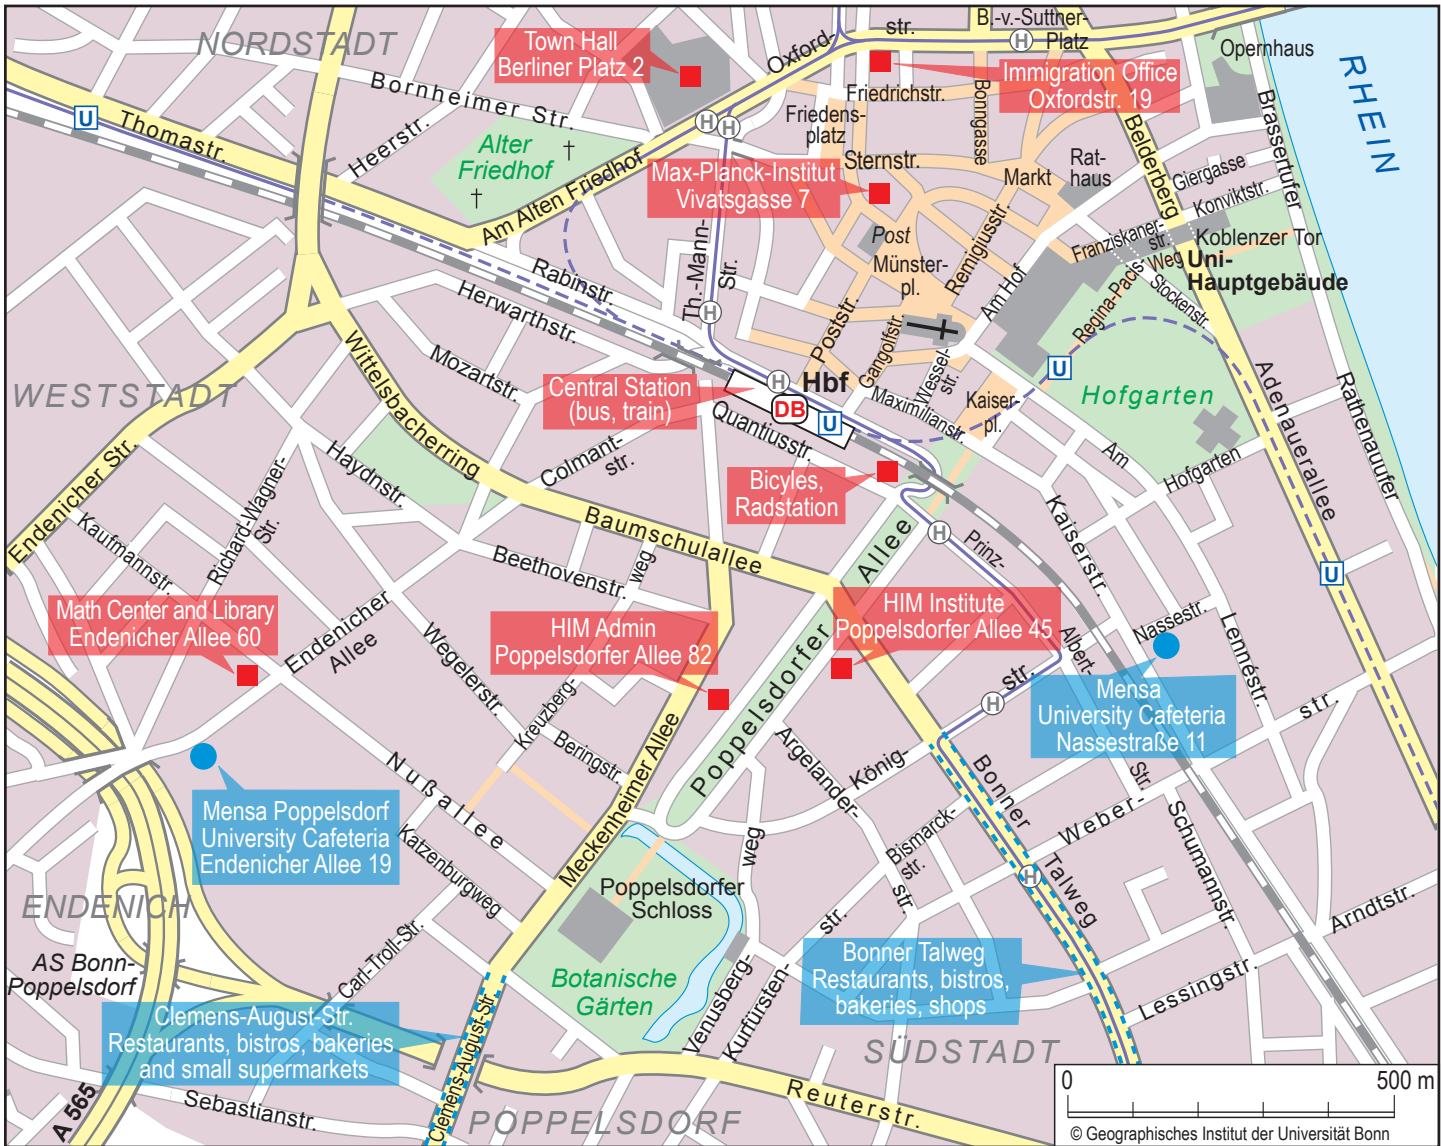 NORDSTADT
Town Hall
Berliner Platz 2
Oxford-
str.
B.-v.-Suttner-
Platz
H
Opernhaus
RHEIN
Immigration Office
Oxfordstr. 19
Bornheimer Str.
Friedrichstr.
Bonngasse
Belderberg
Brassertufer
U
Thomastr.
Heerstr.
Alter
Friedhof
Am Alten Friedhof
H
H
Friedens-
platz
Sternstr.
Max-Planck-Institut
Vivatsgasse 7
Markt
Rat-
haus
Giergasse
Konviktstr.
Franziskaner-
str.
Koblenzer Tor
Uni-
Hauptgebäude
Weg
Regina-Pacis
Stockenstr.
Post
Münster-
pl.
Remigiusstr.
Am Hof
Rabinstr.
Herwarthstr.
Th.-Mann-
Str.
H
Poststr.
Gangolfstr.
Wessel-
str.
Mozartstr.
Wittelsbacherring
WESTSTADT
Central Station
(bus, train)
H
Hbf
DB
U
Quantiusstr.
Maximilianstr.
Kaiser-
pl.
U
Hofgarten
Adenauerallee
Rathenauufer
Am
Hofgarten
Endenicher Str.
Haydnstr.
Colmant-
str.
Richard-Wagner-
Str.
Kaufmannstr.
Bicyles,
Radstation
Baumschulallee
Beethovenstr.
weg
Allee
H
Prinz-
Kaiserstr.
U
Math Center and Library
Endenicher Allee 60
Endenicher
Allee
Wegelerstr.
HIM Admin
Poppelsdorfer Allee 82
HIM Institute
Poppelsdorfer Allee 45
Albert-
Str.
Nassestr.
Lennéstr.
Mensa
University Cafeteria
Nassestraße 11
Kreuzberg-
Beringstr.
Poppelsdorfer
Argelander-
str.
König-
str.
H
Bonner
Talweg
H
Weber-
str.
Schumannstr.
Bismarck-
str.
Mensa Poppelsdorf
University Cafeteria
Endenicher Allee 19
Nußallee
Katzenburgweg
Meckenheimer Allee
ENDENICH
AS Bonn-
Poppelsdorf
Carl-Troll-Str.
Poppelsdorfer
Schloss
Botanische
Gärten
weg
Venusberg-
Kurfürsten-
str.
Bonner Talweg
Restaurants, bistros,
bakeries, shops
Arndtstr.
Lessingstr.
Clemens-August-Str.
Restaurants, bistros, bakeries
and small supermarkets
Clemens-August-Str.
SÜDSTADT
A 565
Sebastianstr.
POPPELSDORF
Reuterstr.
0
500 m
© Geographisches Institut der Universität Bonn